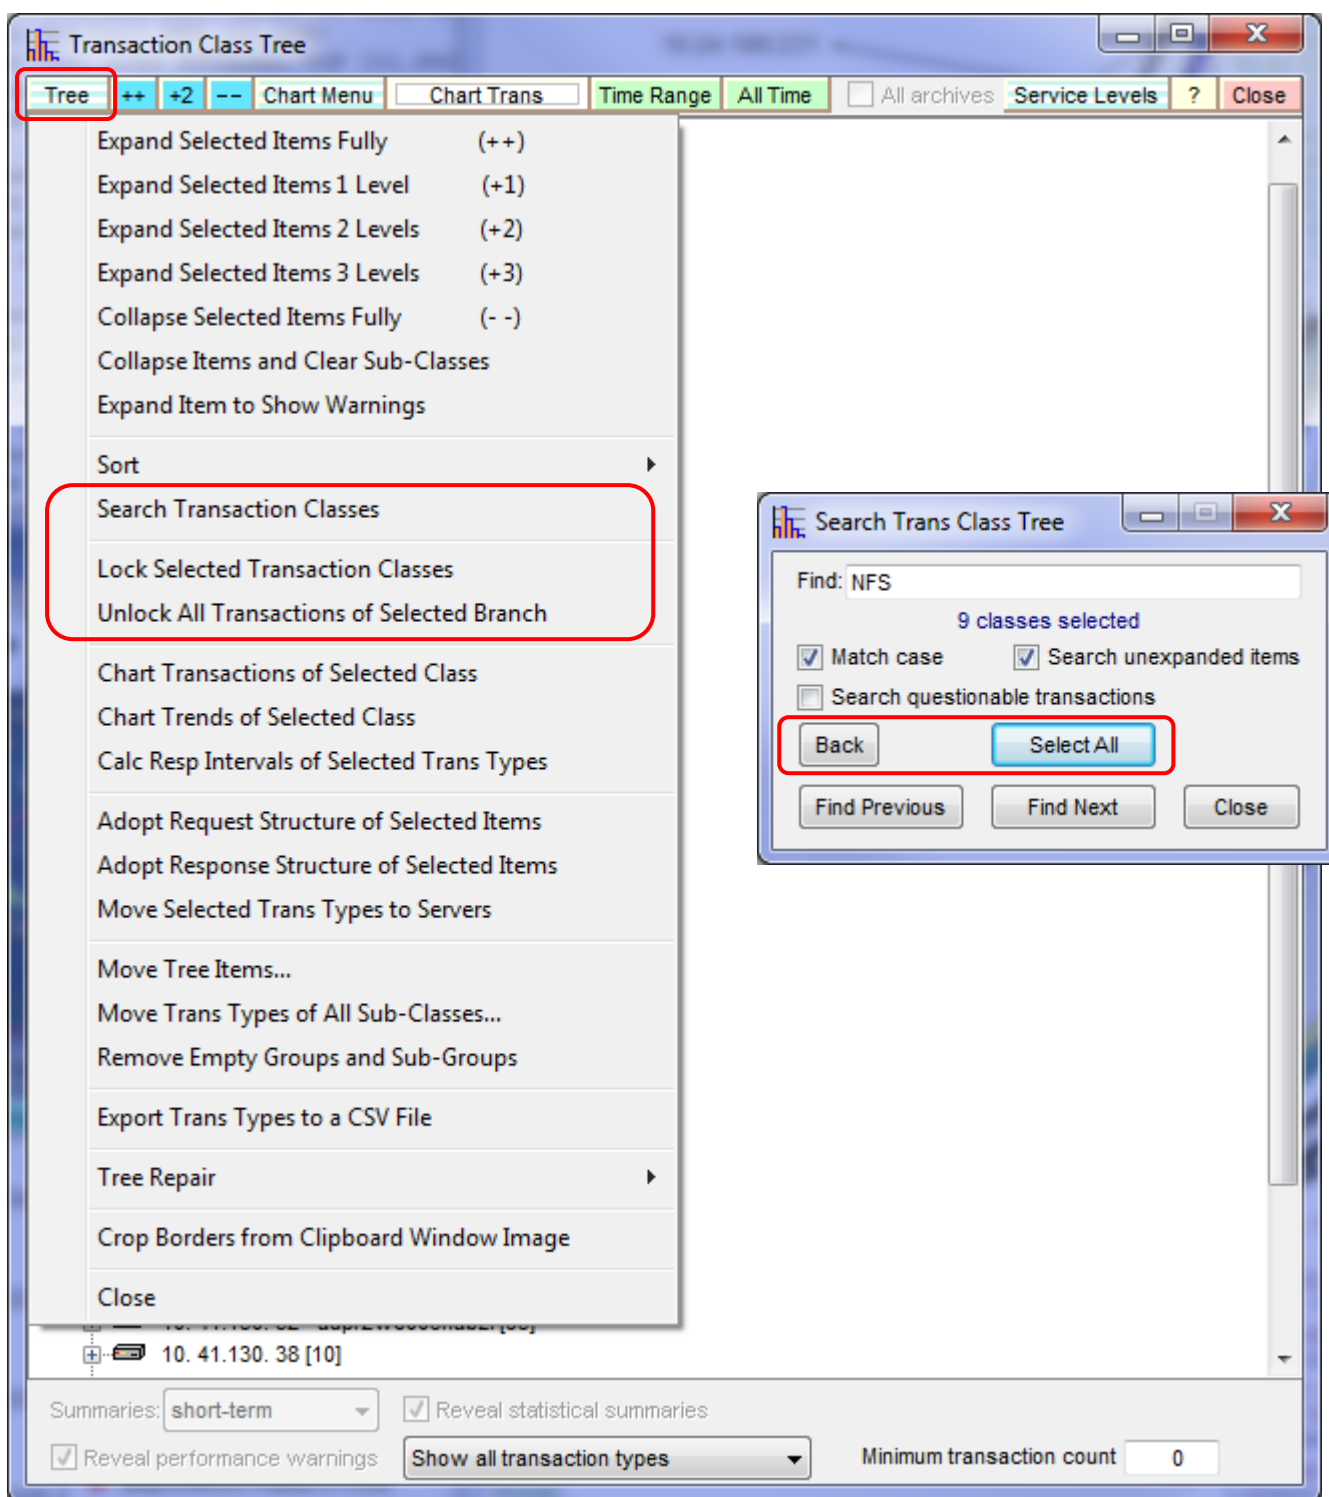 Transaction Class Tree
Tree ++ +2 -- Chart Menu Chart Trans Time Range All Time All archives Service Levels ? Close
Expand Selected Items Fully (++)
Expand Selected Items 1 Level (+1)
Expand Selected Items 2 Levels (+2)
Expand Selected Items 3 Levels (+3)
Collapse Selected Items Fully (- -)
Collapse Items and Clear Sub-Classes
Expand Item to Show Warnings
Sort
Search Transaction Classes
Lock Selected Transaction Classes
Unlock All Transactions of Selected Branch
Chart Transactions of Selected Class
Chart Trends of Selected Class
Calc Resp Intervals of Selected Trans Types
Adopt Request Structure of Selected Items
Adopt Response Structure of Selected Items
Move Selected Trans Types to Servers
Move Tree Items...
Move Trans Types of All Sub-Classes...
Remove Empty Groups and Sub-Groups
Export Trans Types to a CSV File
Tree Repair
Crop Borders from Clipboard Window Image
Close
Search Trans Class Tree
Find: NFS
9 classes selected
Match case Search unexpanded items
Search questionable transactions
Back Select All
Find Previous Find Next Close
10. 41.130. 38 [10]
Summaries: short-term Reveal statistical summaries
Reveal performance warnings Show all transaction types Minimum transaction count 0